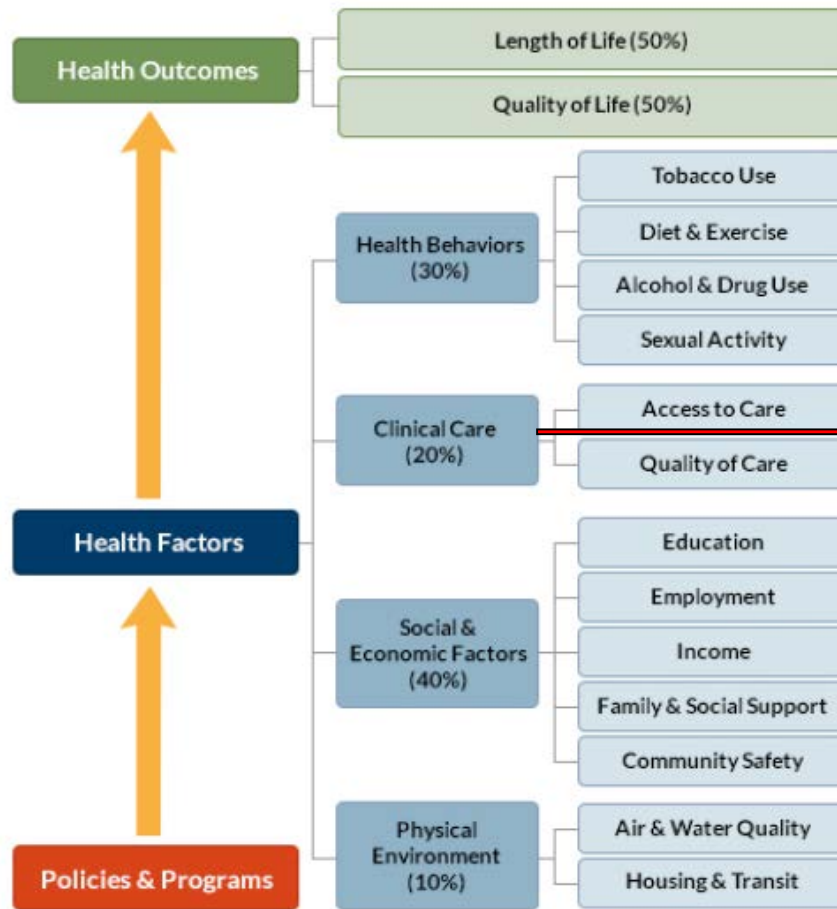 Health Outcomes
Length of Life (50%)
Quality of Life (50%)
Health Factors
Health Behaviors
(30%)
Tobacco Use
Diet & Exercise
Alcohol & Drug Use
Sexual Activity
Clinical Care
(20%)
Access to Care
Quality of Care
Social &
Economic Factors
(40%)
Education
Employment
Income
Family & Social Support
Community Safety
Physical
Environment
(10%)
Air & Water Quality
Housing & Transit
Policies & Programs